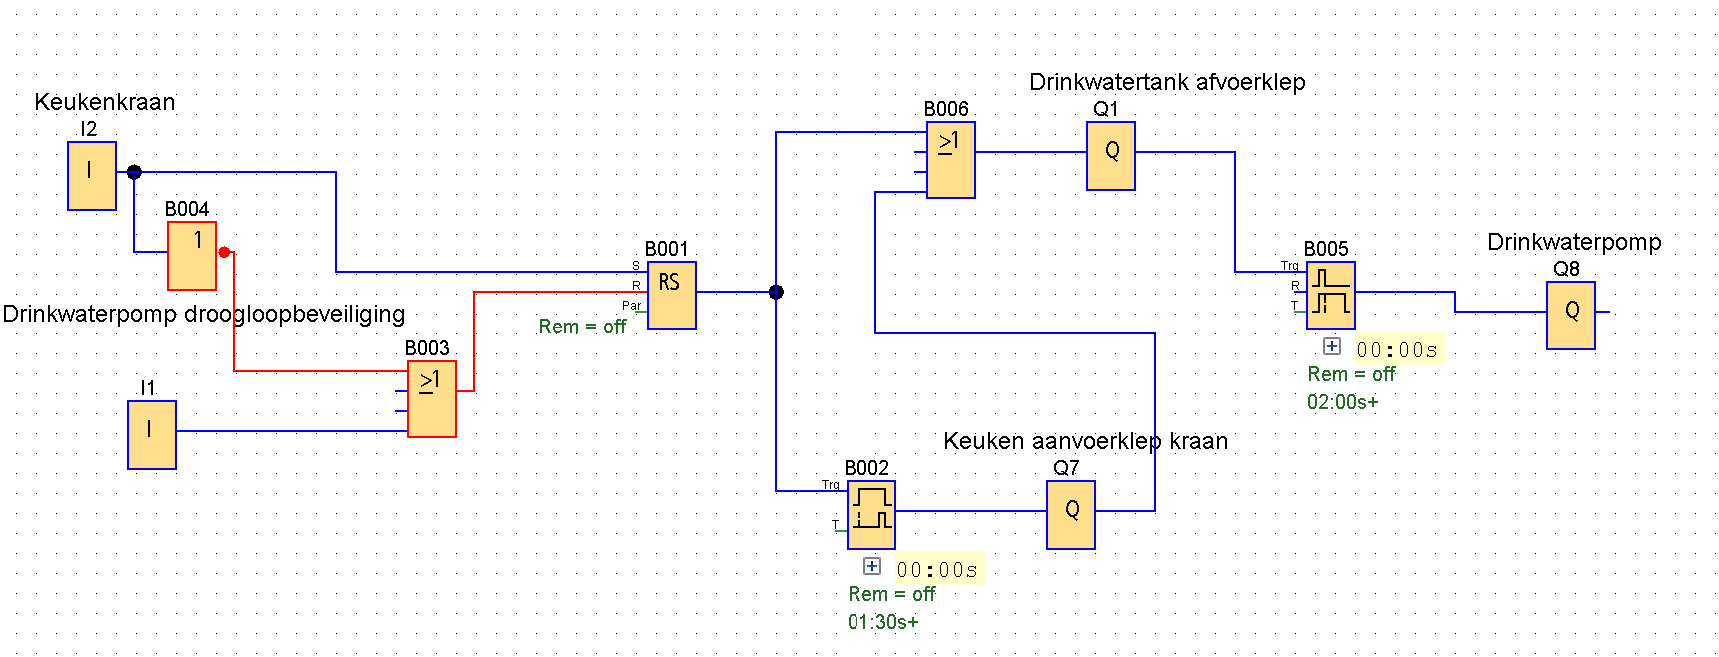 Drinkwatertank afvoerklep
Keukenkraan
B006
Q1
I2
≥1
Q
I
B004
1
Drinkwaterpomp
B001
B005
Q8
S
R
Par
RS
Trg
R
T
Q
Drinkwaterpomp droogloopbeveiliging
Rem = off
B003
00:00s
≥1
Rem = off
I1
02:00s+
I
Keuken aanvoerklep kraan
B002
Q7
Trg
T
Q
00:00s
Rem = off
01:30s+